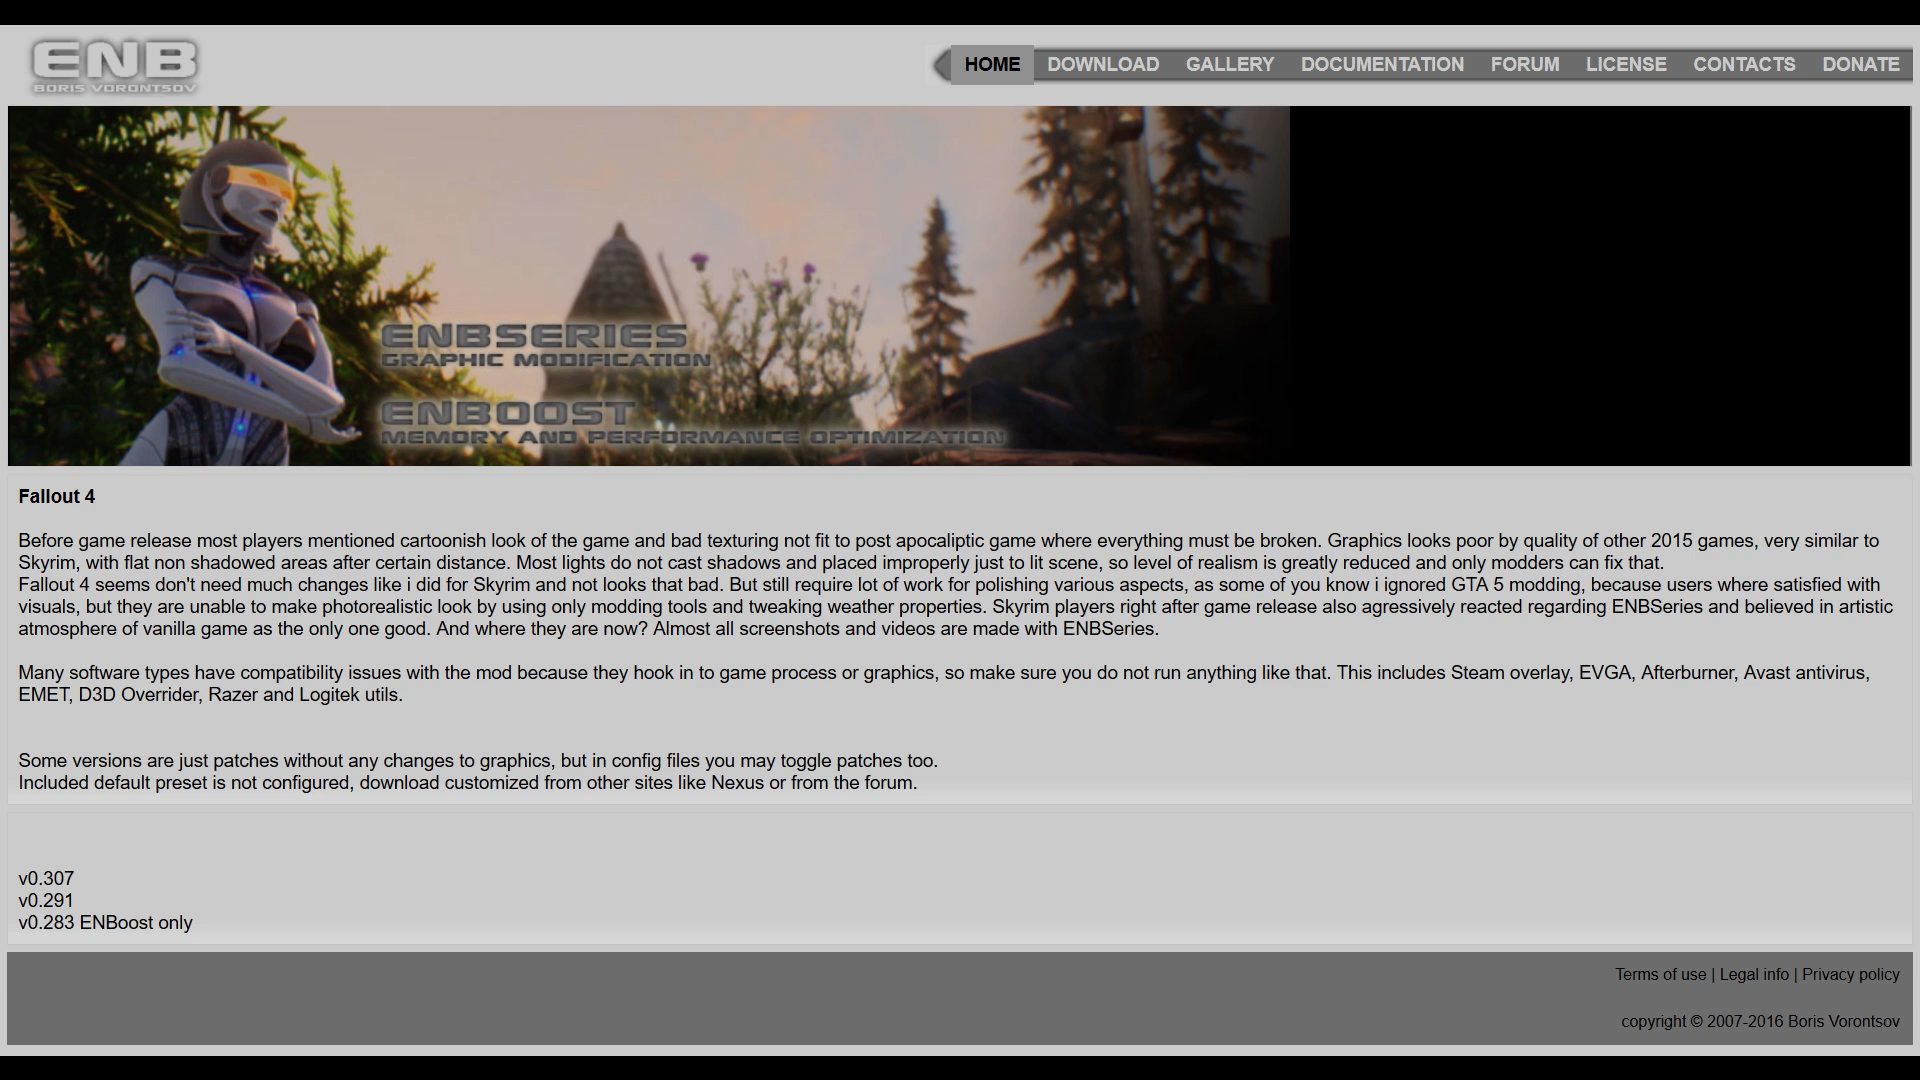 ENB
BORIS VORONTSOV
HOME DOWNLOAD GALLERY DOCUMENTATION FORUM LICENSE CONTACTS DONATE
ENBSERIES
GRAPHIC MODIFICATION
ENBOOST
MEMORY AND PERFORMANCE OPTIMIZATION
Fallout 4
Before game release most players mentioned cartoonish look of the game and bad texturing not fit to post apocaliptic game where everything must be broken. Graphics looks poor by quality of other 2015 games, very similar to
Skyrim, with flat non shadowed areas after certain distance. Most lights do not cast shadows and placed improperly just to lit scene, so level of realism is greatly reduced and only modders can fix that.
Fallout 4 seems don't need much changes like i did for Skyrim and not looks that bad. But still require lot of work for polishing various aspects, as some of you know i ignored GTA 5 modding, because users where satisfied with
visuals, but they are unable to make photorealistic look by using only modding tools and tweaking weather properties. Skyrim players right after game release also agressively reacted regarding ENBSeries and believed in artistic
atmosphere of vanilla game as the only one good. And where they are now? Almost all screenshots and videos are made with ENBSeries.
Many software types have compatibility issues with the mod because they hook in to game process or graphics, so make sure you do not run anything like that. This includes Steam overlay, EVGA, Afterburner, Avast antivirus,
EMET, D3D Overrider, Razer and Logitek utils.
Some versions are just patches without any changes to graphics, but in config files you may toggle patches too.
Included default preset is not configured, download customized from other sites like Nexus or from the forum.
v0.307
v0.291
v0.283 ENBoost only
Terms of use | Legal info | Privacy policy
copyright © 2007-2016 Boris Vorontsov